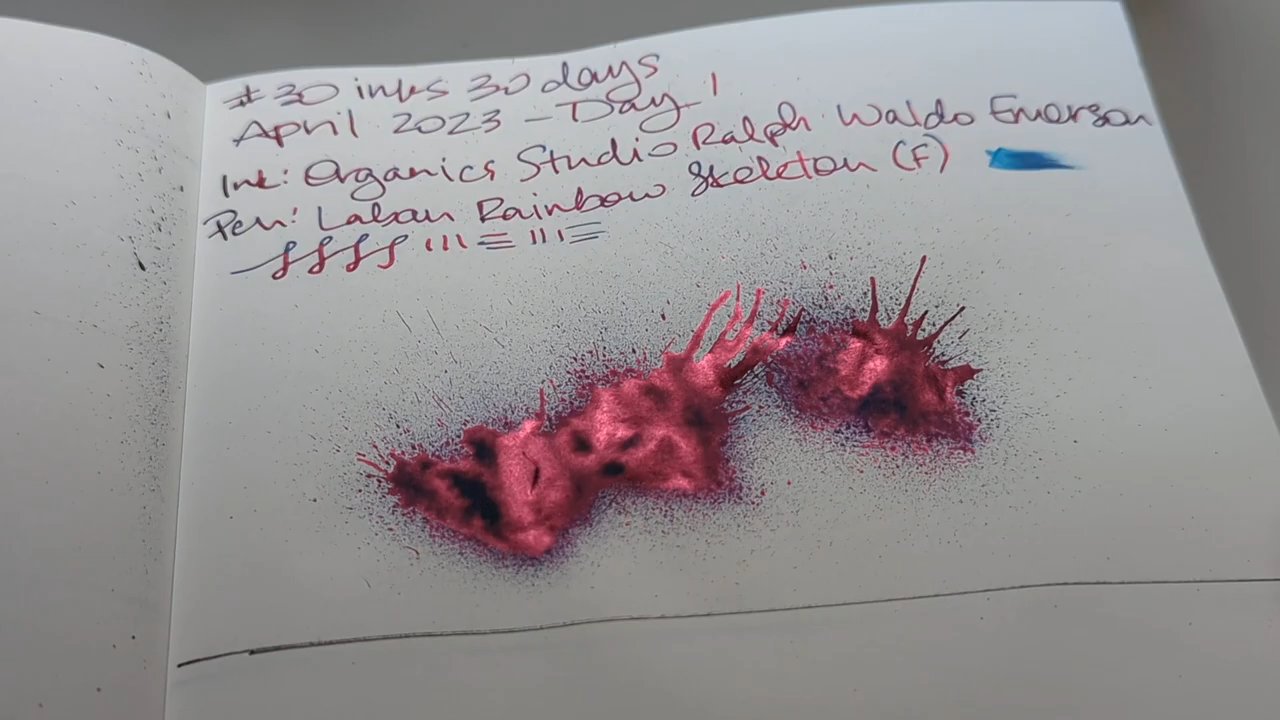 # 30 inks 30 days
April 2023 - Day 1
Ink: Organics Studio Ralph Waldo Emerson
Pen: Laban Rainbow Skeleton (F)